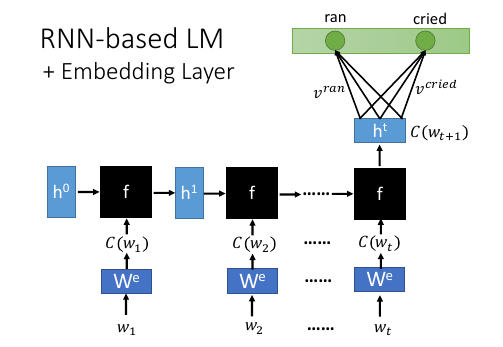 RNN-based LM
+ Embedding Layer
ran cried
v^{ran} v^{cried}
h^t C(w_{t+1})
h^0 f h^1 f ...... f
C(w_1) C(w_2) ...... C(w_t)
W^e W^e ...... W^e
w_1 w_2 ...... w_t